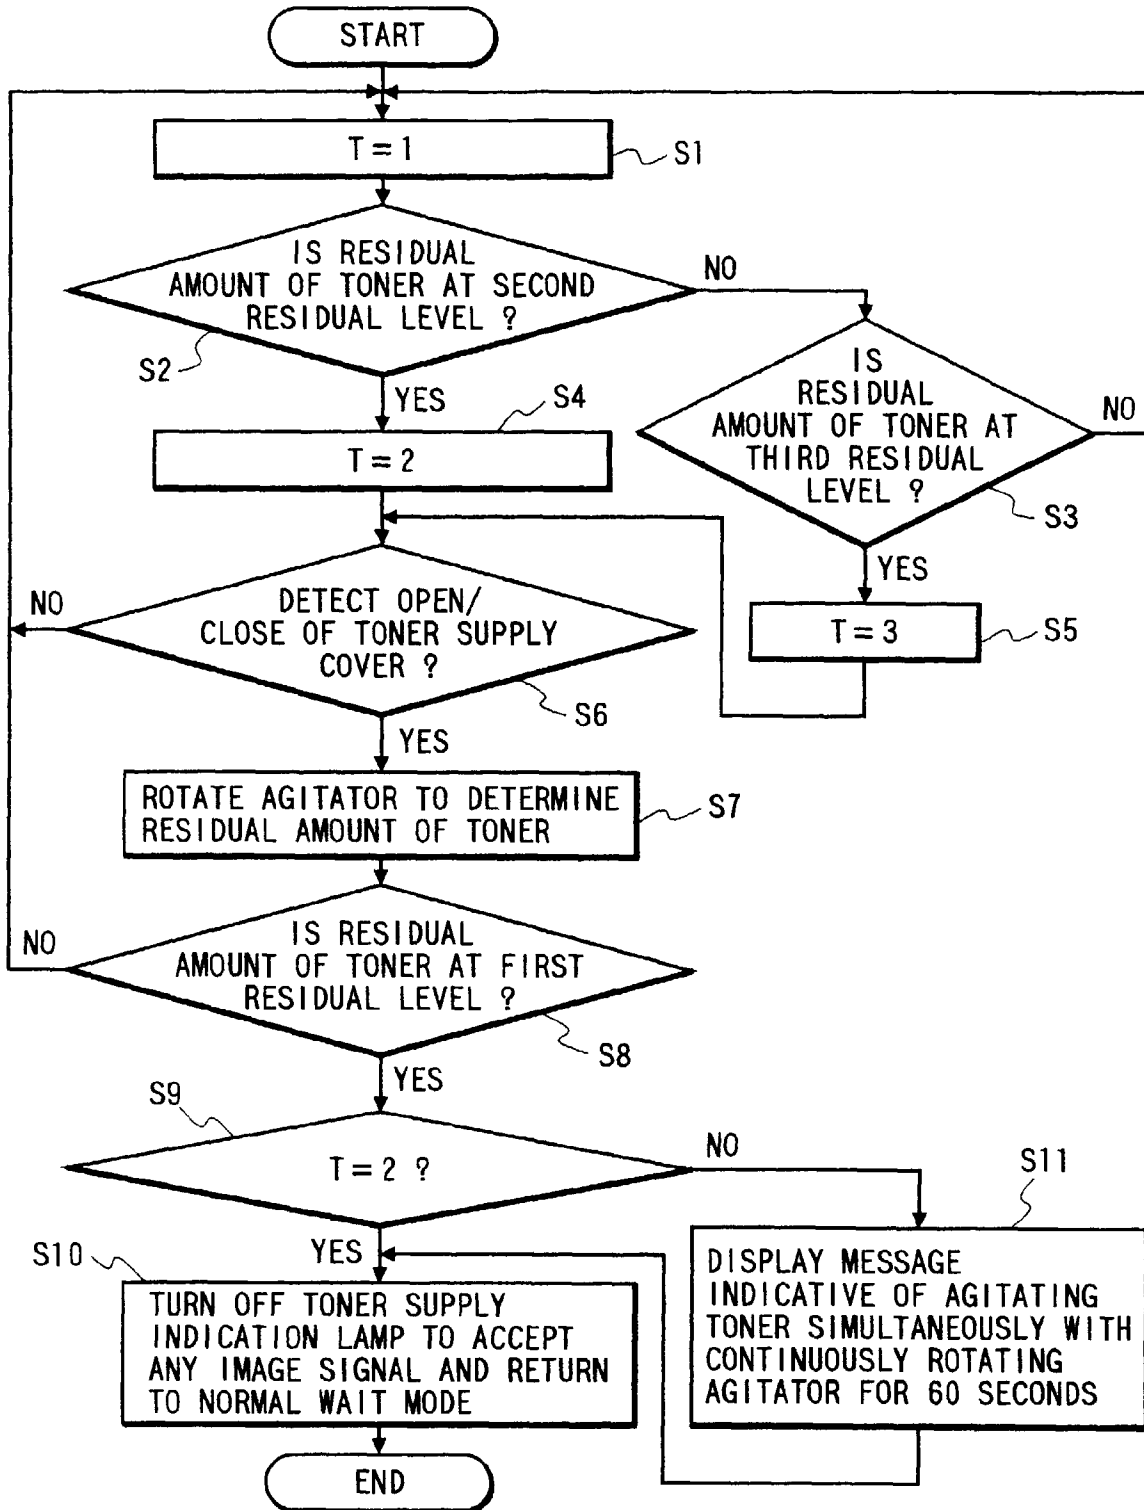 START
T = 1
S1
IS RESIDUAL
AMOUNT OF TONER AT SECOND
RESIDUAL LEVEL ?
NO
S2
YES
IS
RESIDUAL
AMOUNT OF TONER AT
THIRD RESIDUAL
LEVEL ?
NO
S3
YES
S4
T = 2
T = 3
S5
DETECT OPEN/
CLOSE OF TONER SUPPLY
COVER ?
NO
S6
YES
ROTATE AGITATOR TO DETERMINE
RESIDUAL AMOUNT OF TONER
S7
IS RESIDUAL
AMOUNT OF TONER AT FIRST
RESIDUAL LEVEL ?
NO
S8
YES
S9
T = 2 ?
NO
S11
YES
S10
TURN OFF TONER SUPPLY
INDICATION LAMP TO ACCEPT
ANY IMAGE SIGNAL AND RETURN
TO NORMAL WAIT MODE
DISPLAY MESSAGE
INDICATIVE OF AGITATING
TONER SIMULTANEOUSLY WITH
CONTINUOUSLY ROTATING
AGITATOR FOR 60 SECONDS
END